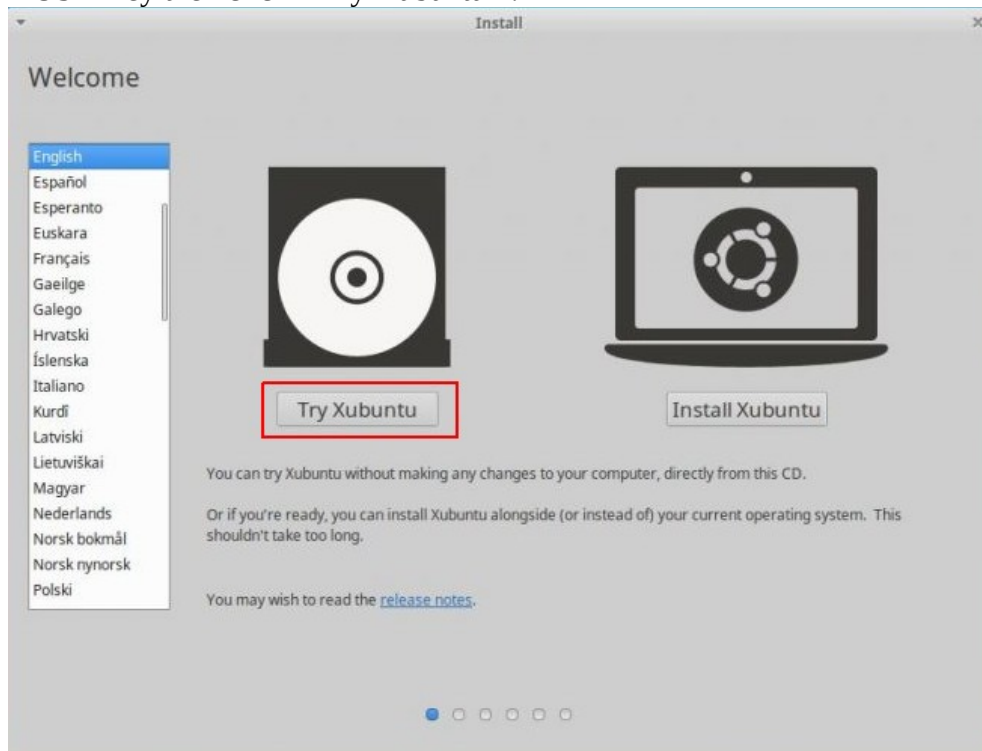 Install
Welcome
English
Español
Esperanto
Euskara
Français
Gaeilge
Galego
Hrvatski
Íslenska
Italiano
Kurdî
Latviski
Lietuviškai
Magyar
Nederlands
Norsk bokmål
Norsk nynorsk
Polski
Try Xubuntu
Install Xubuntu
You can try Xubuntu without making any changes to your computer, directly from this CD.
Or if you're ready, you can install Xubuntu alongside (or instead of) your current operating system. This
shouldn't take too long.
You may wish to read the release notes.